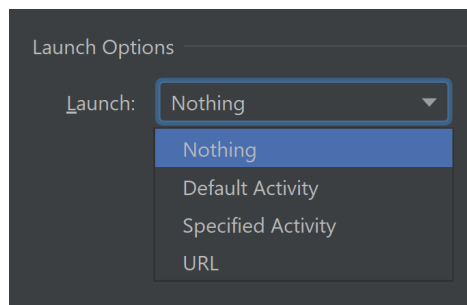 Launch Options
Launch: Nothing
Nothing
Default Activity
Specified Activity
URL